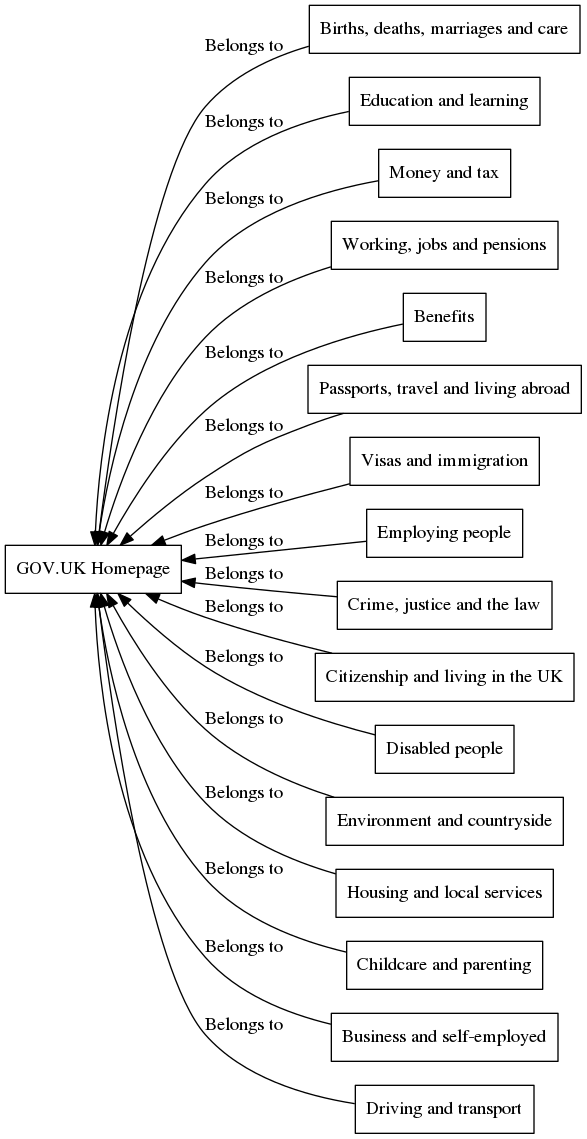 Births, deaths, marriages and care
Belongs to
Education and learning
Belongs to
Money and tax
Belongs to
Working, jobs and pensions
Belongs to
Benefits
Belongs to
Passports, travel and living abroad
Belongs to
Visas and immigration
Belongs to
Employing people
Belongs to
GOV.UK Homepage
Belongs to
Crime, justice and the law
Belongs to
Citizenship and living in the UK
Belongs to
Disabled people
Belongs to
Environment and countryside
Belongs to
Housing and local services
Belongs to
Childcare and parenting
Belongs to
Business and self-employed
Belongs to
Driving and transport